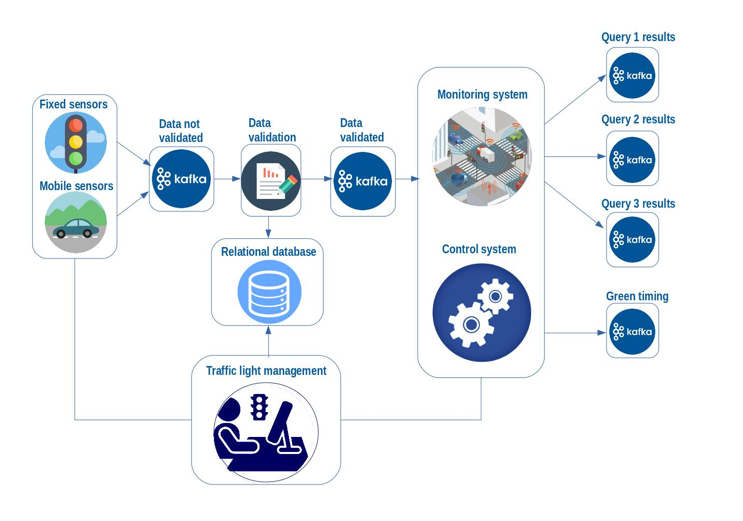 Query 1 results
kafka
Fixed sensors
Monitoring system
Data not
validated
Data
validation
Data
validated
Query 2 results
kafka
Mobile sensors
kafka
kafka
Query 3 results
kafka
Relational database
Control system
Green timing
kafka
Traffic light management